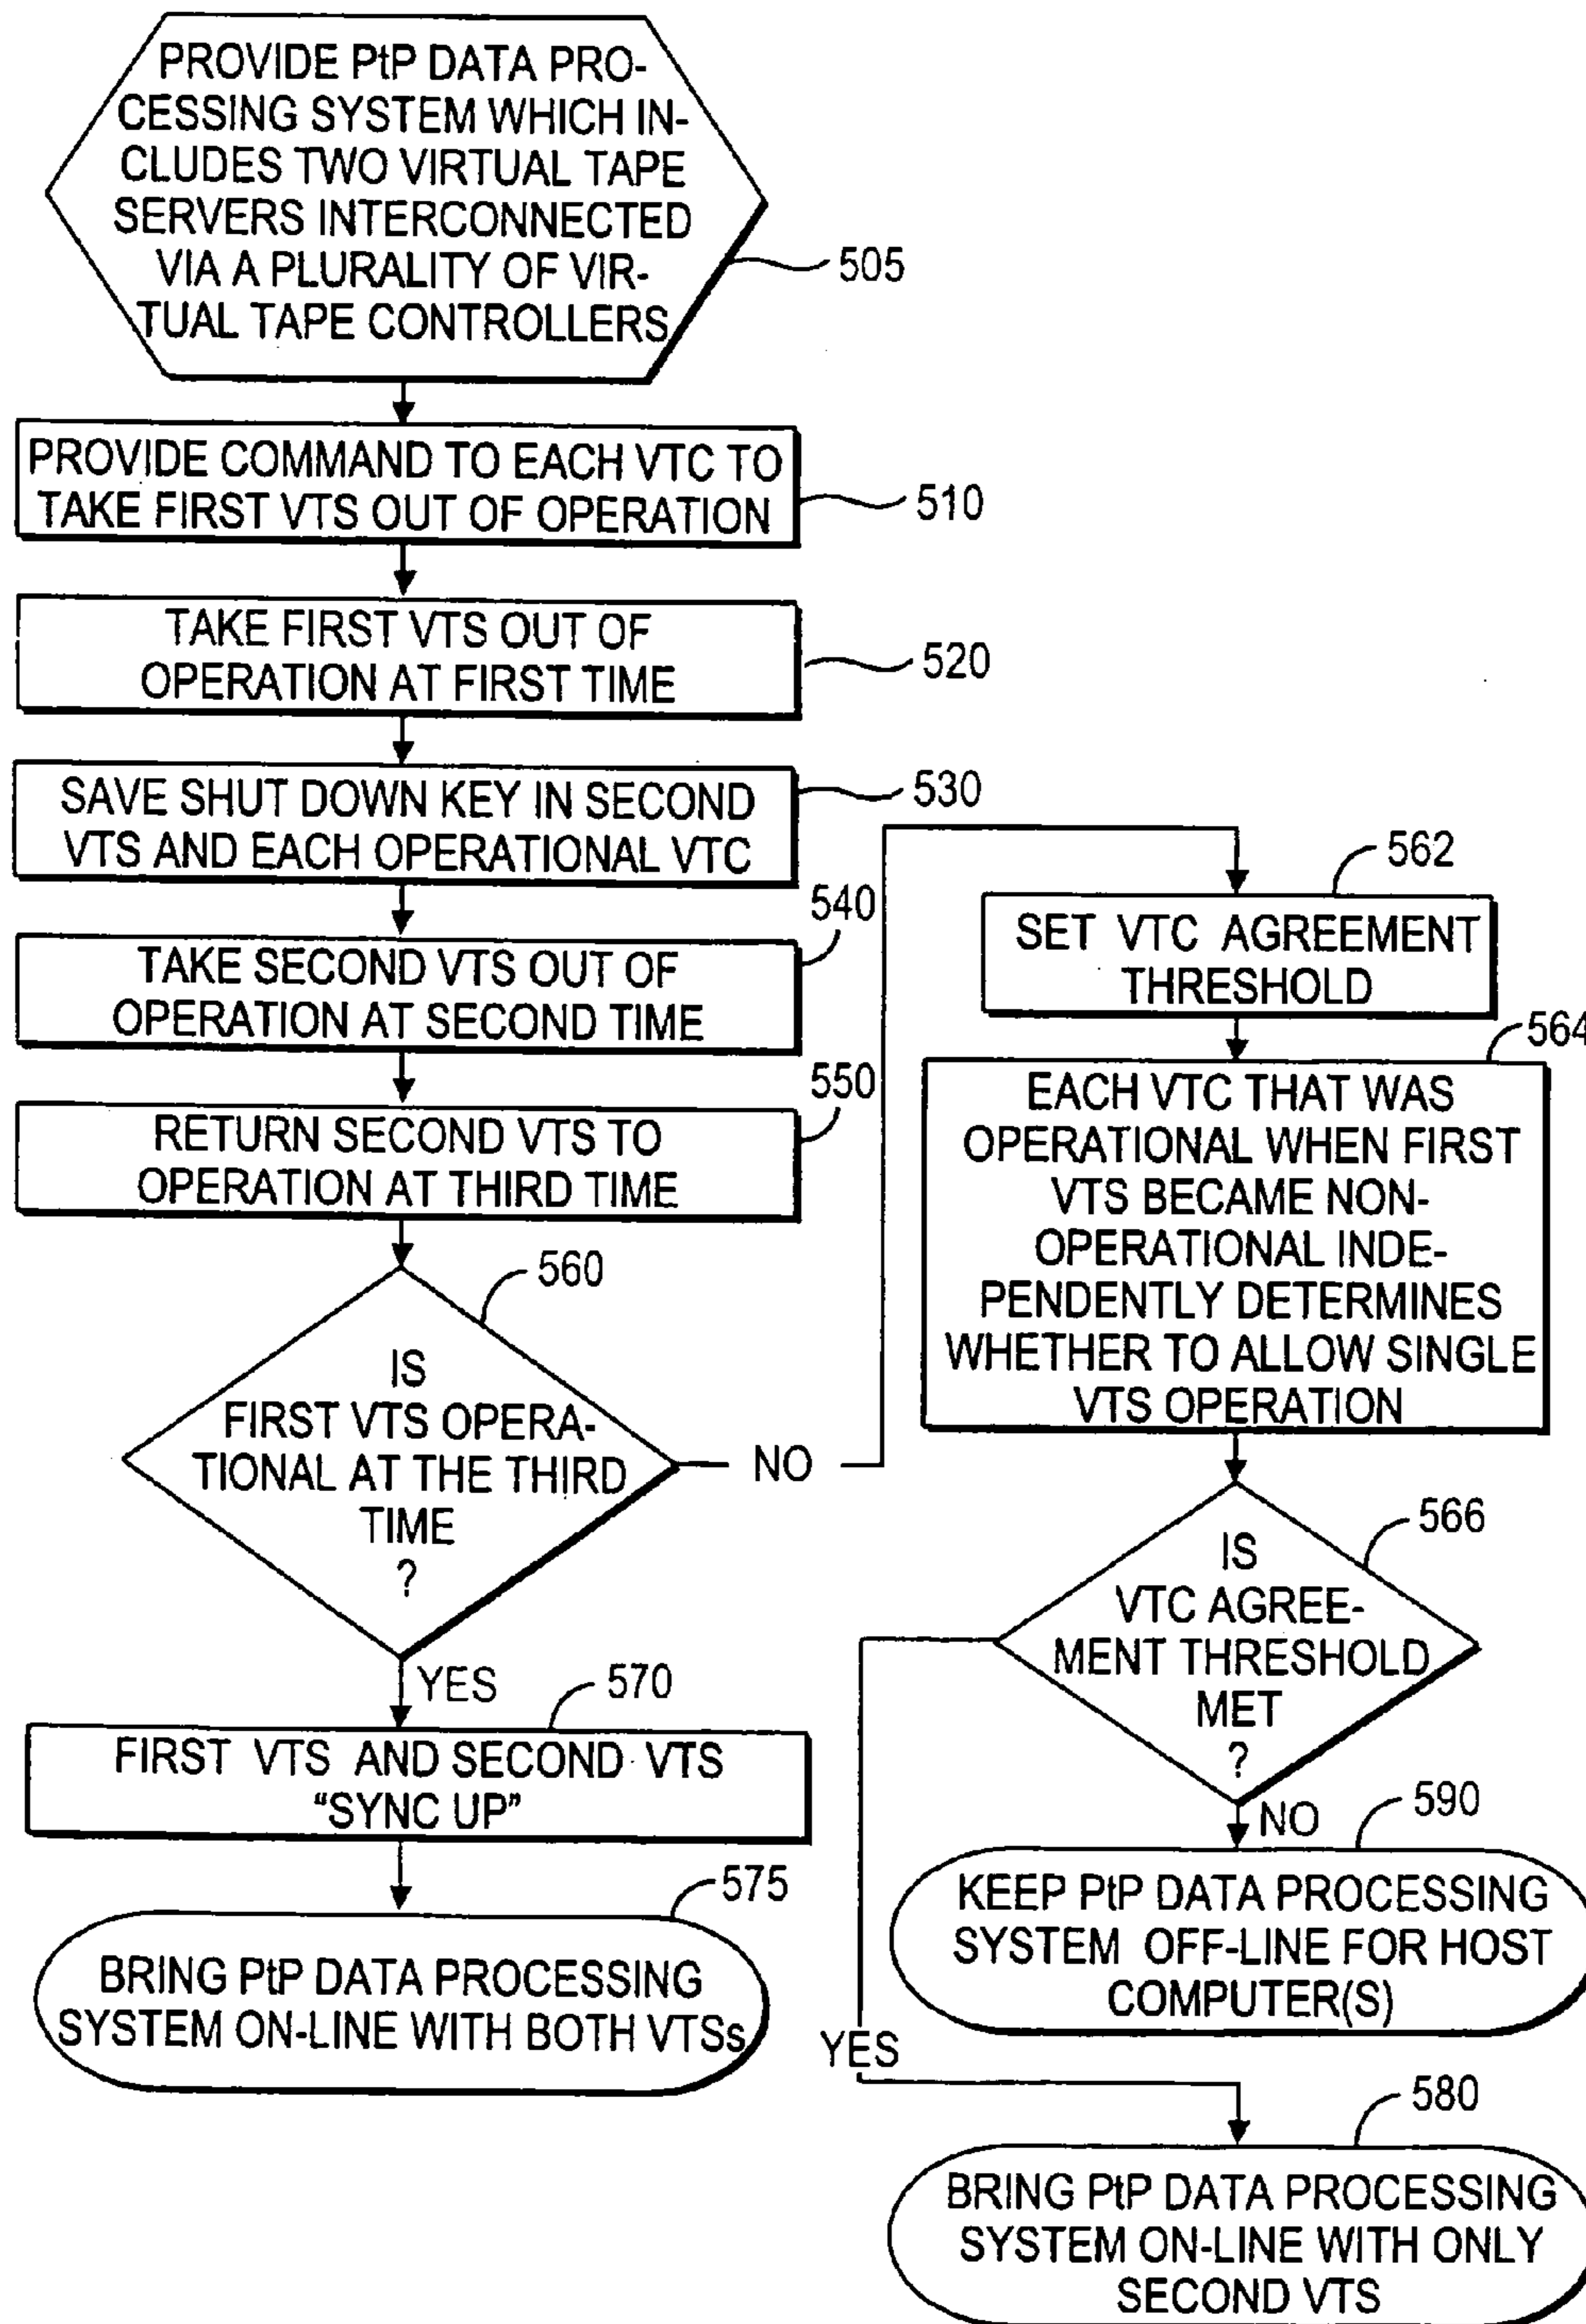 PROVIDE PtP DATA PRO-
CESSING SYSTEM WHICH IN-
CLUDES TWO VIRTUAL TAPE
SERVERS INTERCONNECTED
VIA A PLURALITY OF VIR-
TUAL TAPE CONTROLLERS
505
PROVIDE COMMAND TO EACH VTC TO
TAKE FIRST VTS OUT OF OPERATION
510
TAKE FIRST VTS OUT OF
OPERATION AT FIRST TIME
520
SAVE SHUT DOWN KEY IN SECOND
VTS AND EACH OPERATIONAL VTC
530
TAKE SECOND VTS OUT OF
OPERATION AT SECOND TIME
540
RETURN SECOND VTS TO
OPERATION AT THIRD TIME
550
IS
FIRST VTS OPERA-
TIONAL AT THE THIRD
TIME
?
560
NO
YES
FIRST VTS AND SECOND VTS
“SYNC UP”
570
BRING PtP DATA PROCESSING
SYSTEM ON-LINE WITH BOTH VTSs
575
SET VTC AGREEMENT
THRESHOLD
562
EACH VTC THAT WAS
OPERATIONAL WHEN FIRST
VTS BECAME NON-
OPERATIONAL INDE-
PENDENTLY DETERMINES
WHETHER TO ALLOW SINGLE
VTS OPERATION
564
IS
VTC AGREE-
MENT THRESHOLD
MET
?
566
NO
KEEP PtP DATA PROCESSING
SYSTEM OFF-LINE FOR HOST
COMPUTER(S)
590
YES
BRING PtP DATA PROCESSING
SYSTEM ON-LINE WITH ONLY
SECOND VTS
580